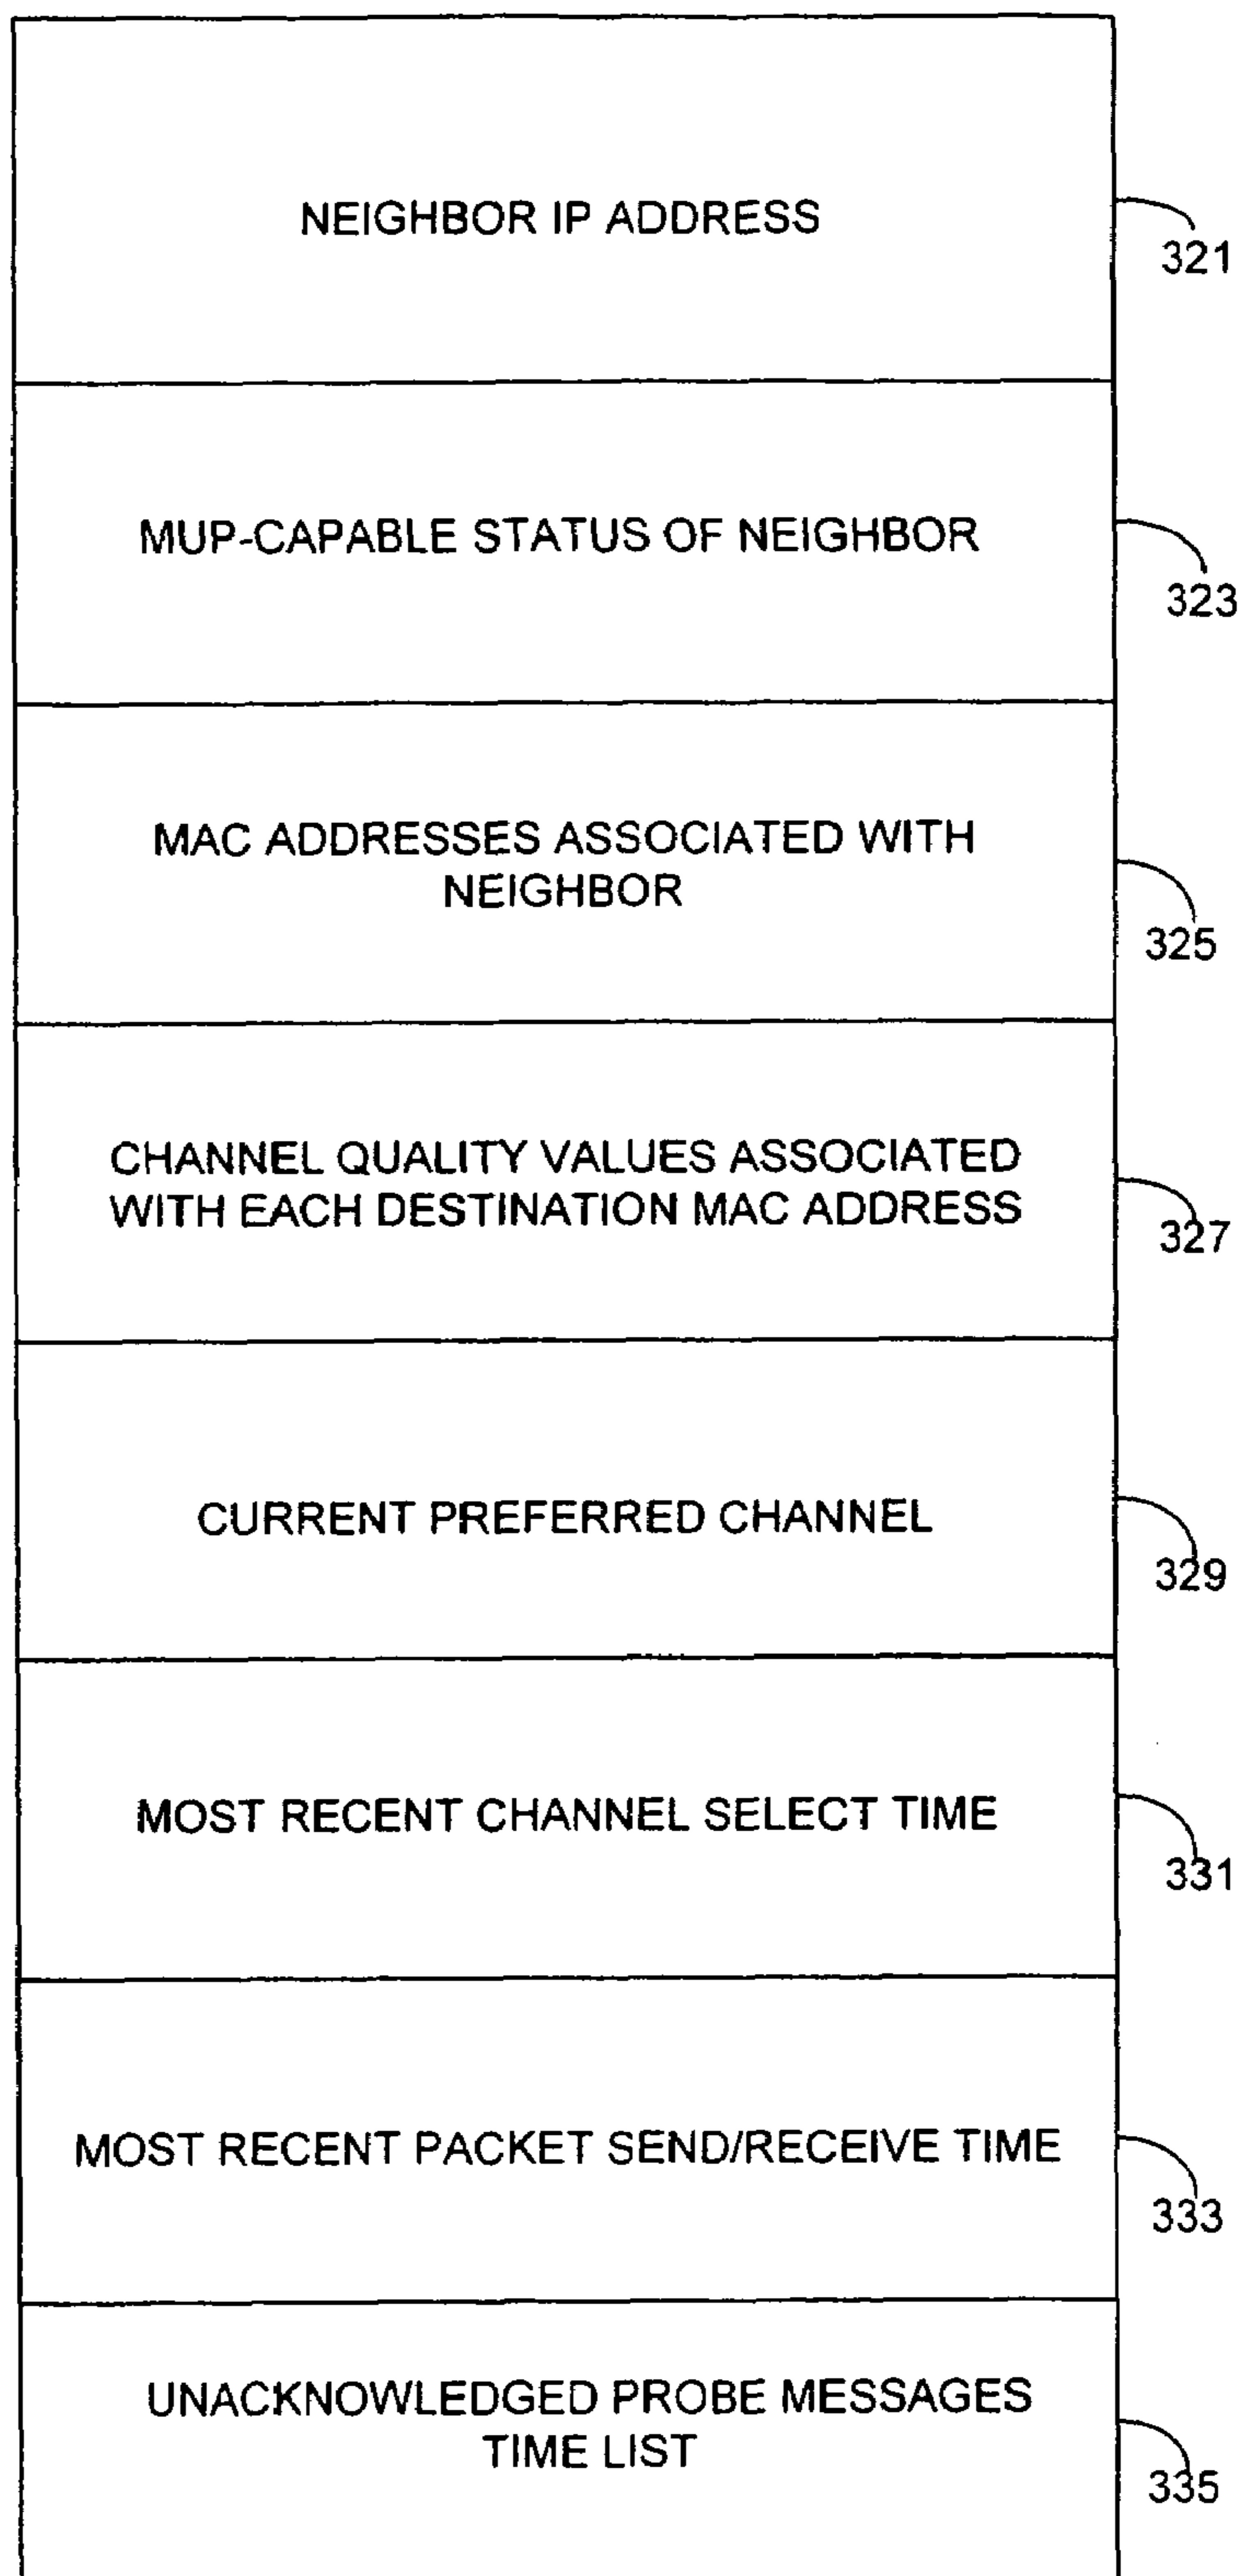 NEIGHBOR IP ADDRESS
321
MUP-CAPABLE STATUS OF NEIGHBOR
323
MAC ADDRESSES ASSOCIATED WITH
NEIGHBOR
325
CHANNEL QUALITY VALUES ASSOCIATED
WITH EACH DESTINATION MAC ADDRESS
327
CURRENT PREFERRED CHANNEL
329
MOST RECENT CHANNEL SELECT TIME
331
MOST RECENT PACKET SEND/RECEIVE TIME
333
UNACKNOWLEDGED PROBE MESSAGES
TIME LIST
335